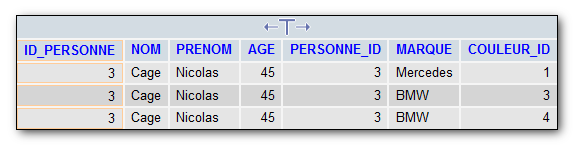 ID_PERSONNE NOM PRENOM AGE PERSONNE_ID MARQUE COULEUR_ID
3 Cage Nicolas 45 3 Mercedes 1
3 Cage Nicolas 45 3 BMW 3
3 Cage Nicolas 45 3 BMW 4